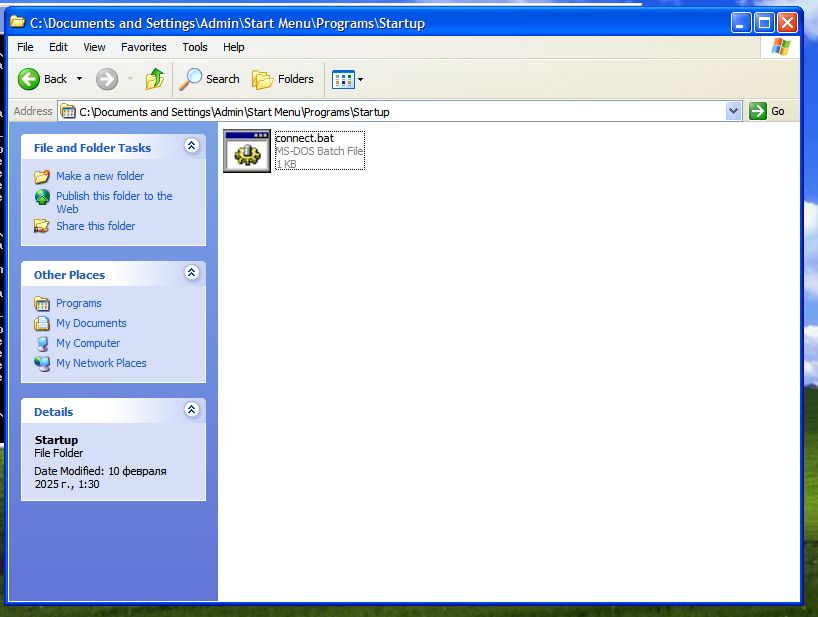 C:\Documents and Settings\Admin\Start Menu\Programs\Startup
File Edit View Favorites Tools Help
Back Search Folders
Address C:\Documents and Settings\Admin\Start Menu\Programs\Startup Go
File and Folder Tasks
Make a new folder
Publish this folder to the
Web
Share this folder
Other Places
Programs
My Documents
My Computer
My Network Places
Details
Startup
File Folder
Date Modified: 10 февраля
2025 г., 1:30
connect.bat
MS-DOS Batch File
1 KB